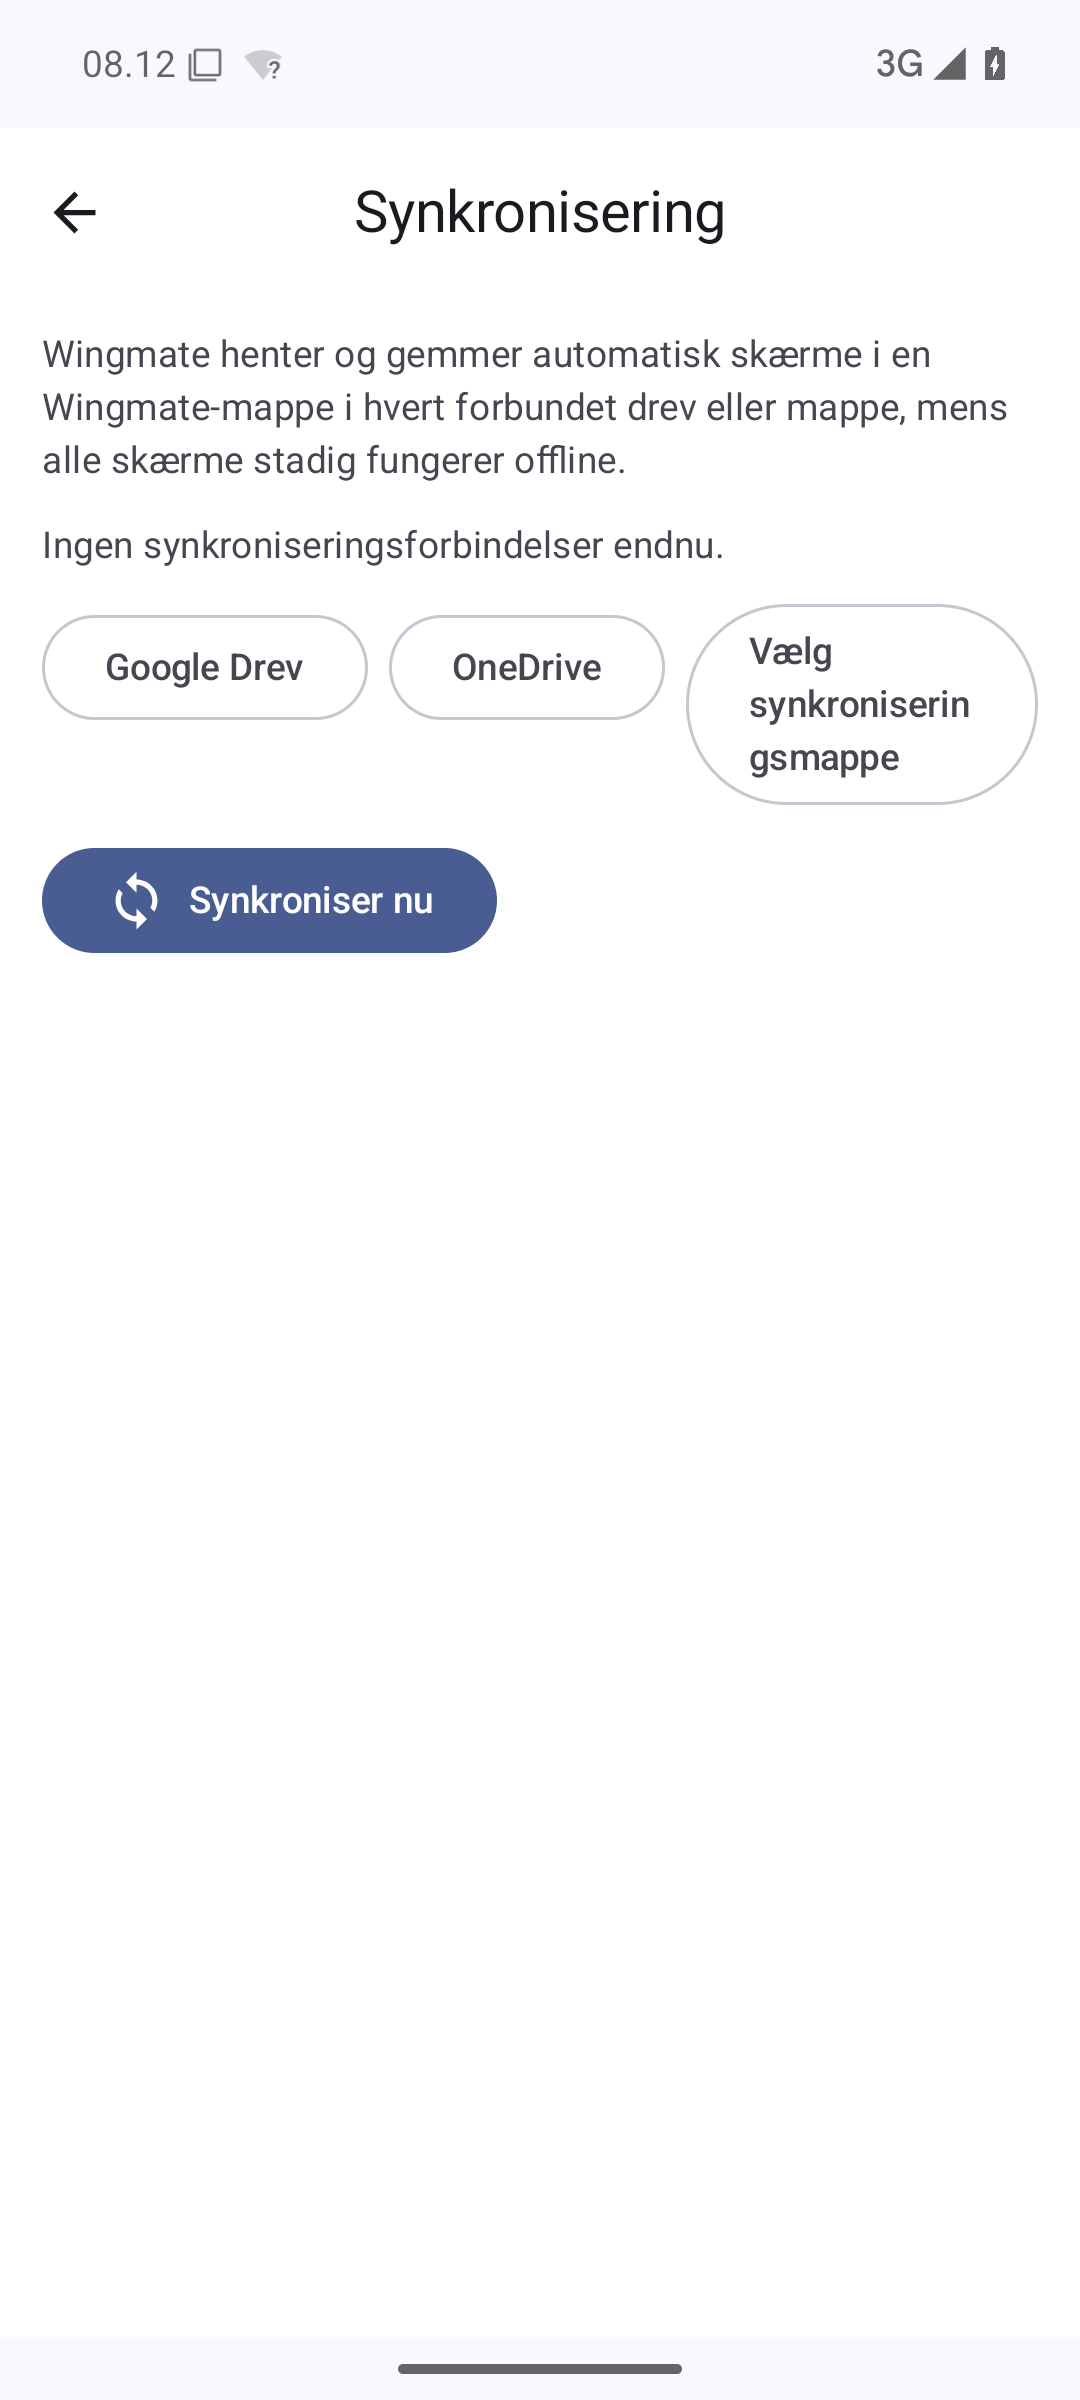 08.12
3G
Synkronisering
Wingmate henter og gemmer automatisk skærme i en
Wingmate-mappe i hvert forbundet drev eller mappe, mens
alle skærme stadig fungerer offline.
Ingen synkroniseringsforbindelser endnu.
Google Drev
OneDrive
Vælg
synkroniserin
gsmappe
Synkroniser nu